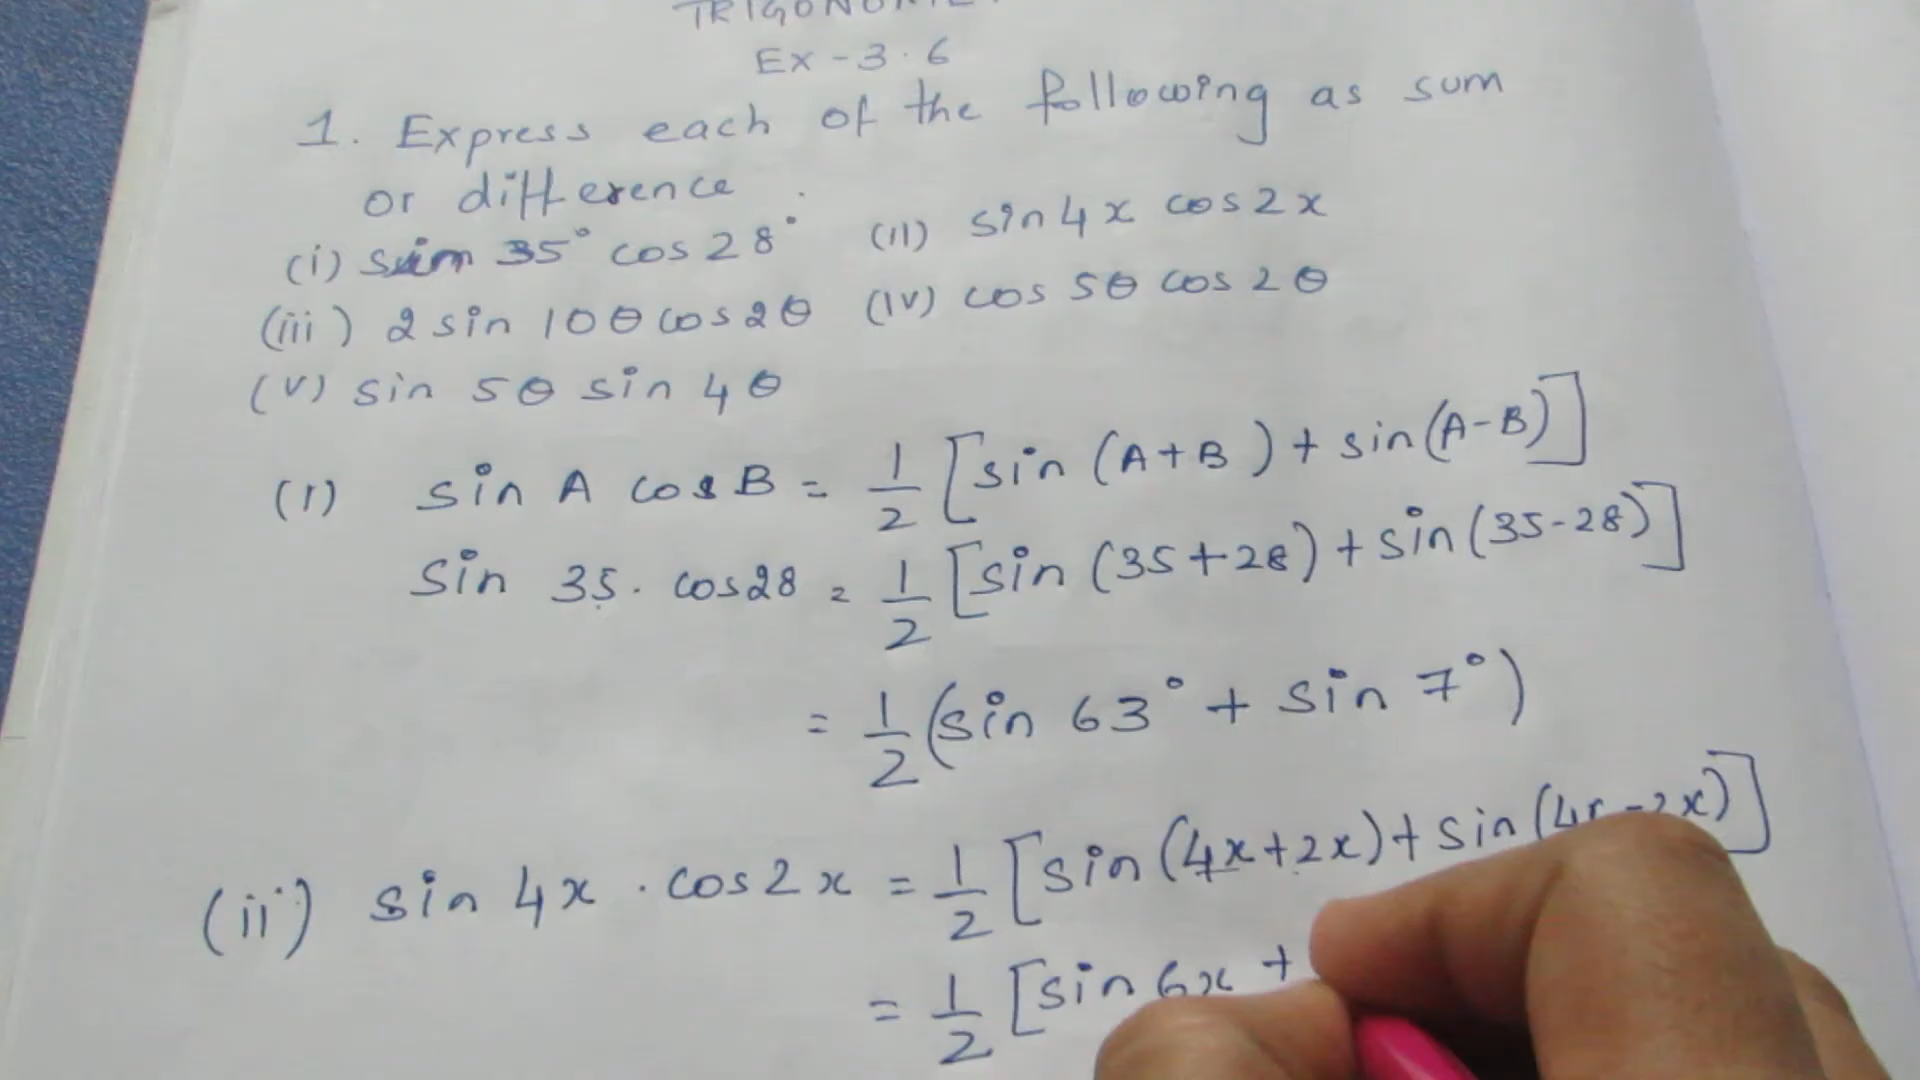 Ex - 3.6
1. Express each of the following as sum
or difference
(i) sin 35° cos 28° (II) sin 4x cos 2x
(iii) 2 sin 10θ cos 2θ (IV) cos 5θ cos 2θ
(V) sin 5θ sin 4θ
(I) sin A cos B = 1/2 [sin (A+B) + sin (A-B)]
Sin 35. cos 28 = 1/2 [sin (35+28) + sin (35-28)]
= 1/2 (sin 63° + sin 7°)
(ii) sin 4x . cos 2x = 1/2 [sin (4x+2x) + sin (4x-2x)]
= 1/2 [sin 6x +